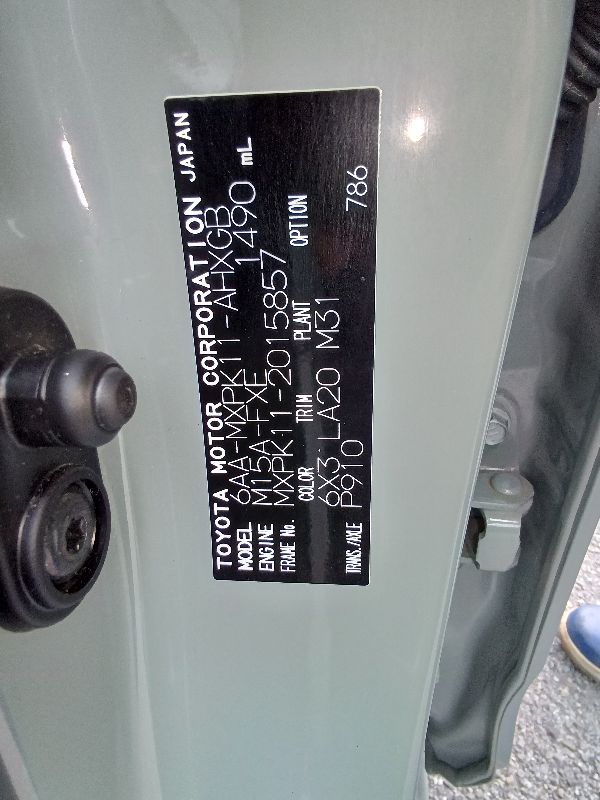 TOYOTA MOTOR CORPORATION JAPAN
MODEL 6AA-MXPK11-AHXGB
ENGINE M15A-FXE 1490 mL
FRAME No. MXPK11-2015857
COLOR TRIM PLANT OPTION
6X3 LA20 M31 786
TRANS./AXLE P910